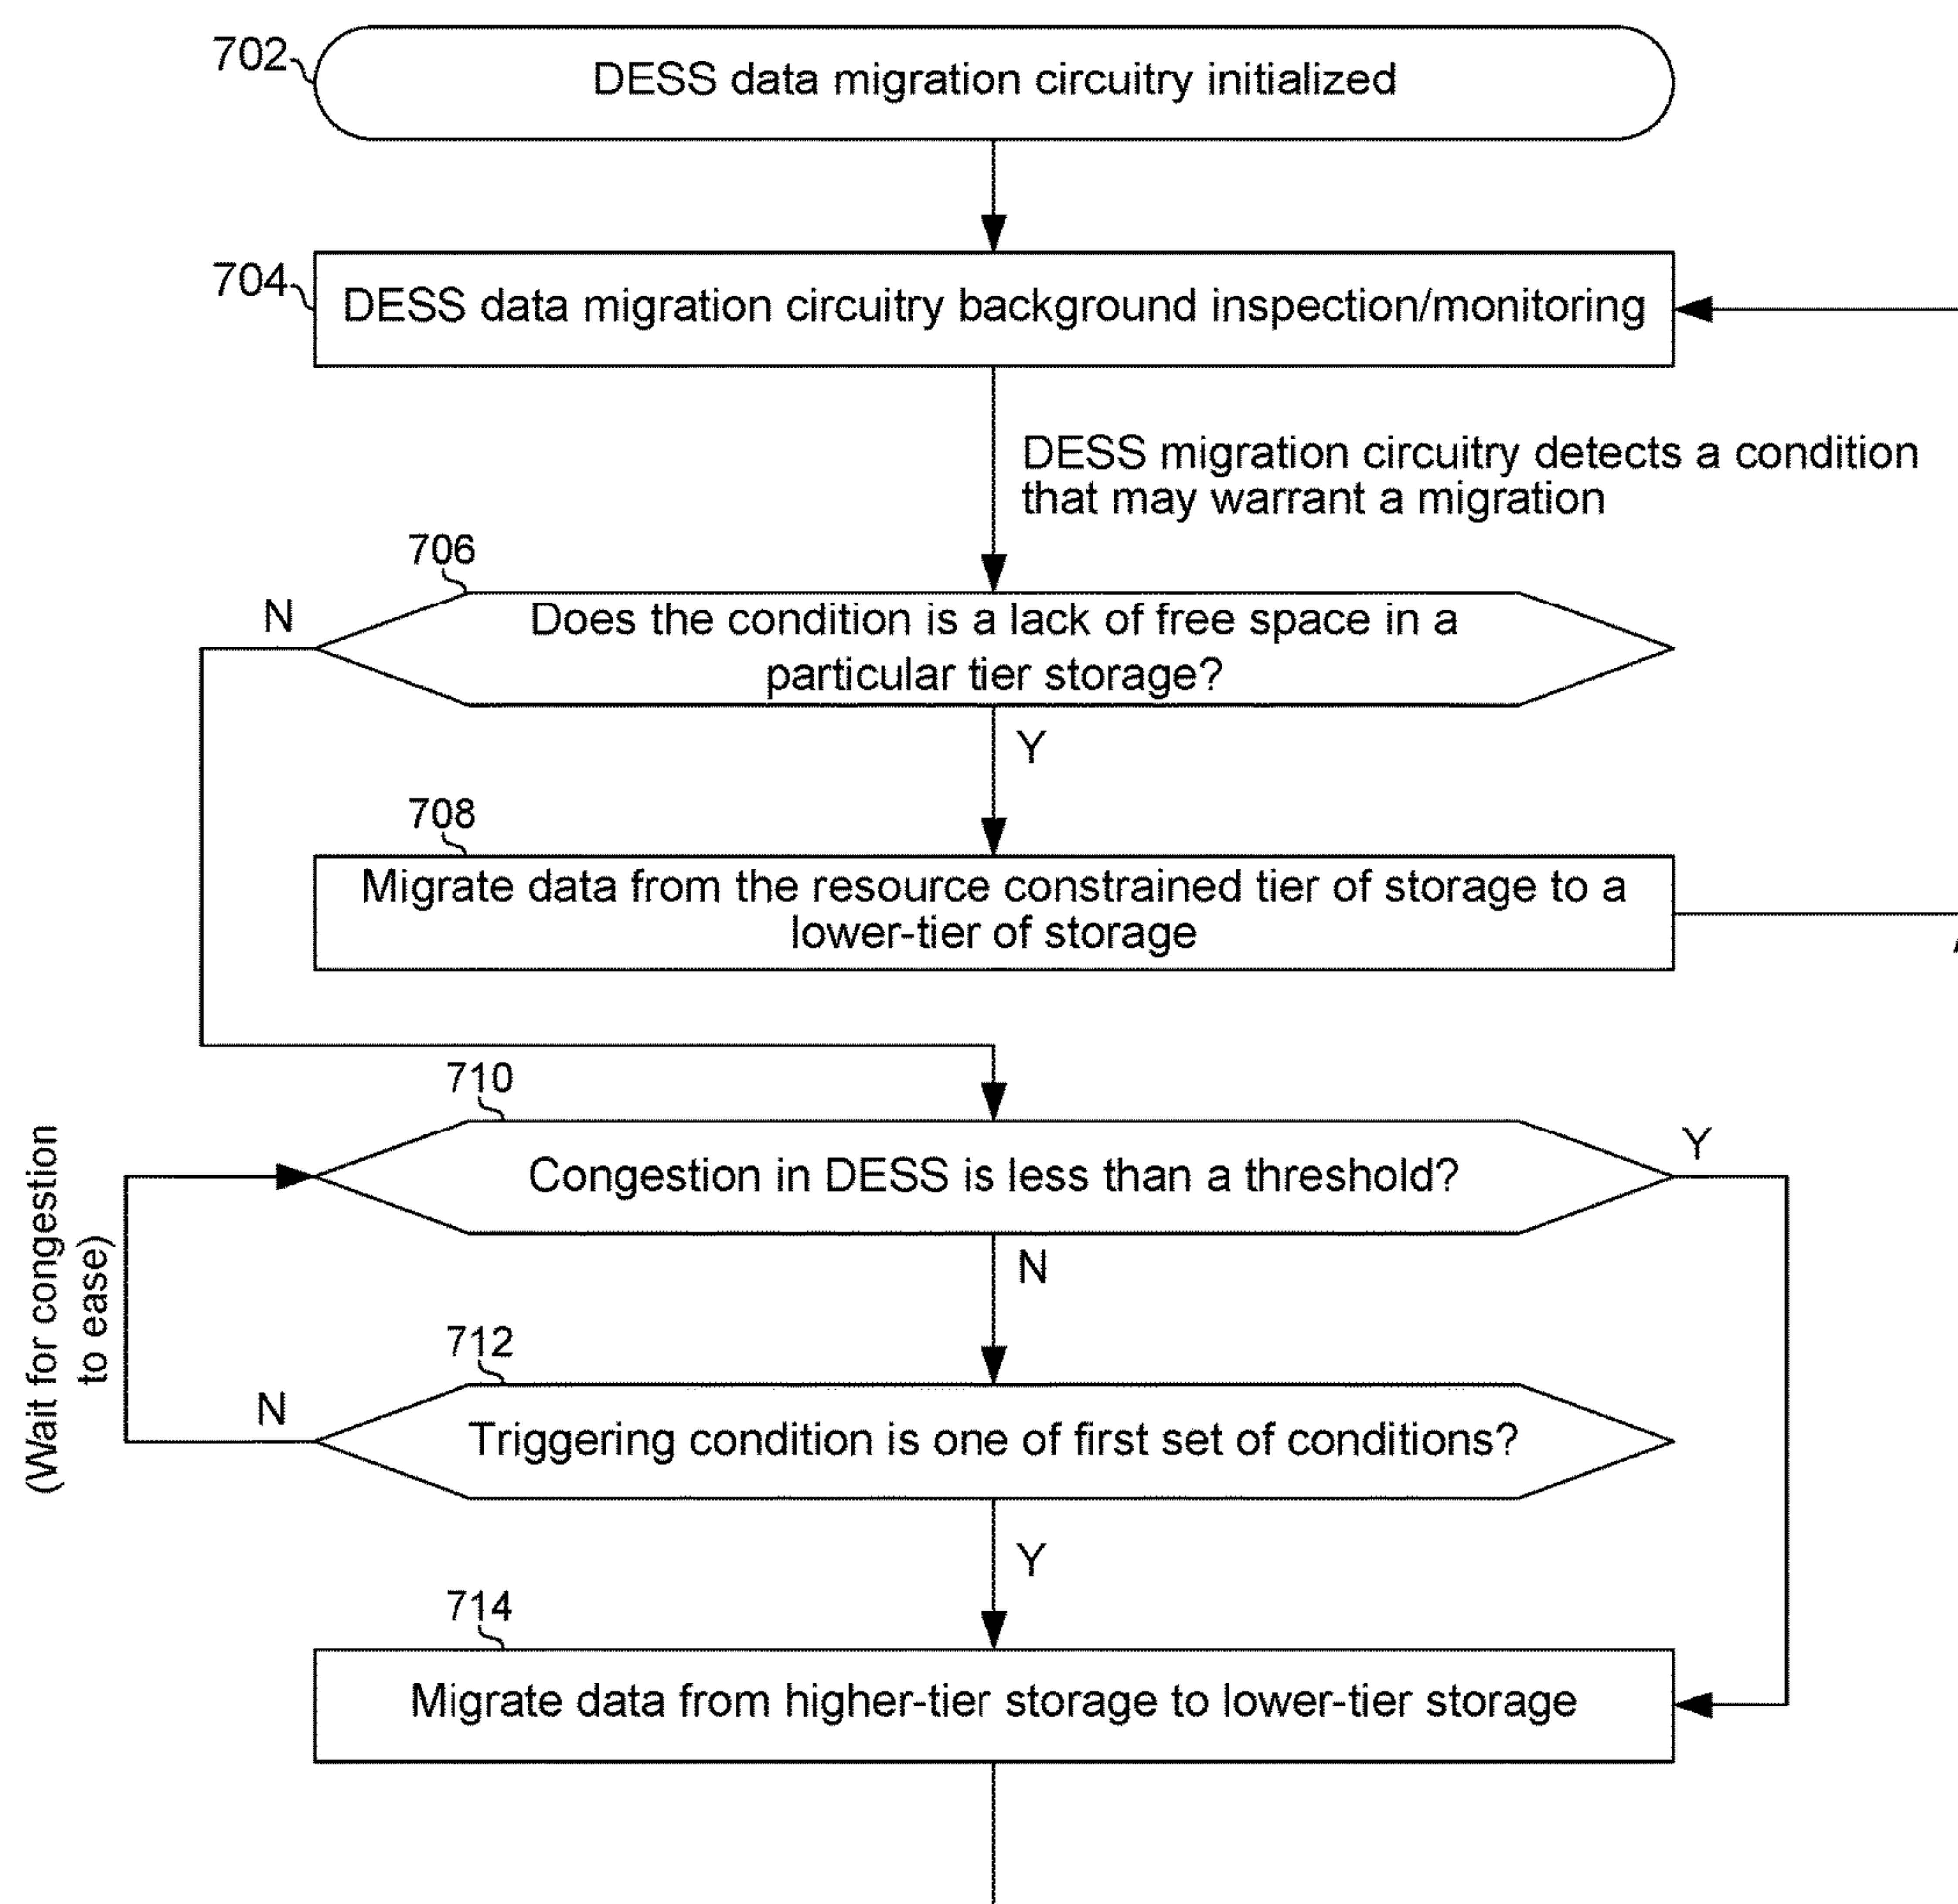 702
DESS data migration circuitry initialized
704
DESS data migration circuitry background inspection/monitoring
DESS migration circuitry detects a condition
that may warrant a migration
706
N
Does the condition is a lack of free space in a
particular tier storage?
Y
708
Migrate data from the resource constrained tier of storage to a
lower-tier of storage
710
Y
Congestion in DESS is less than a threshold?
(Wait for congestion
to ease)
N
712
N
Triggering condition is one of first set of conditions?
Y
714
Migrate data from higher-tier storage to lower-tier storage